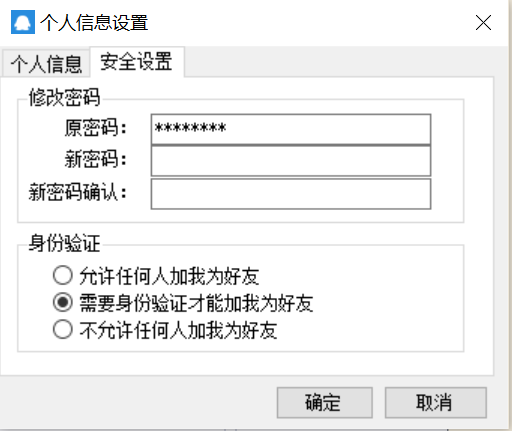 个人信息设置
个人信息 安全设置
修改密码
原密码: ********
新密码:
新密码确认:
身份验证
允许任何人加我为好友
需要身份验证才能加我为好友
不允许任何人加我为好友
确定 取消